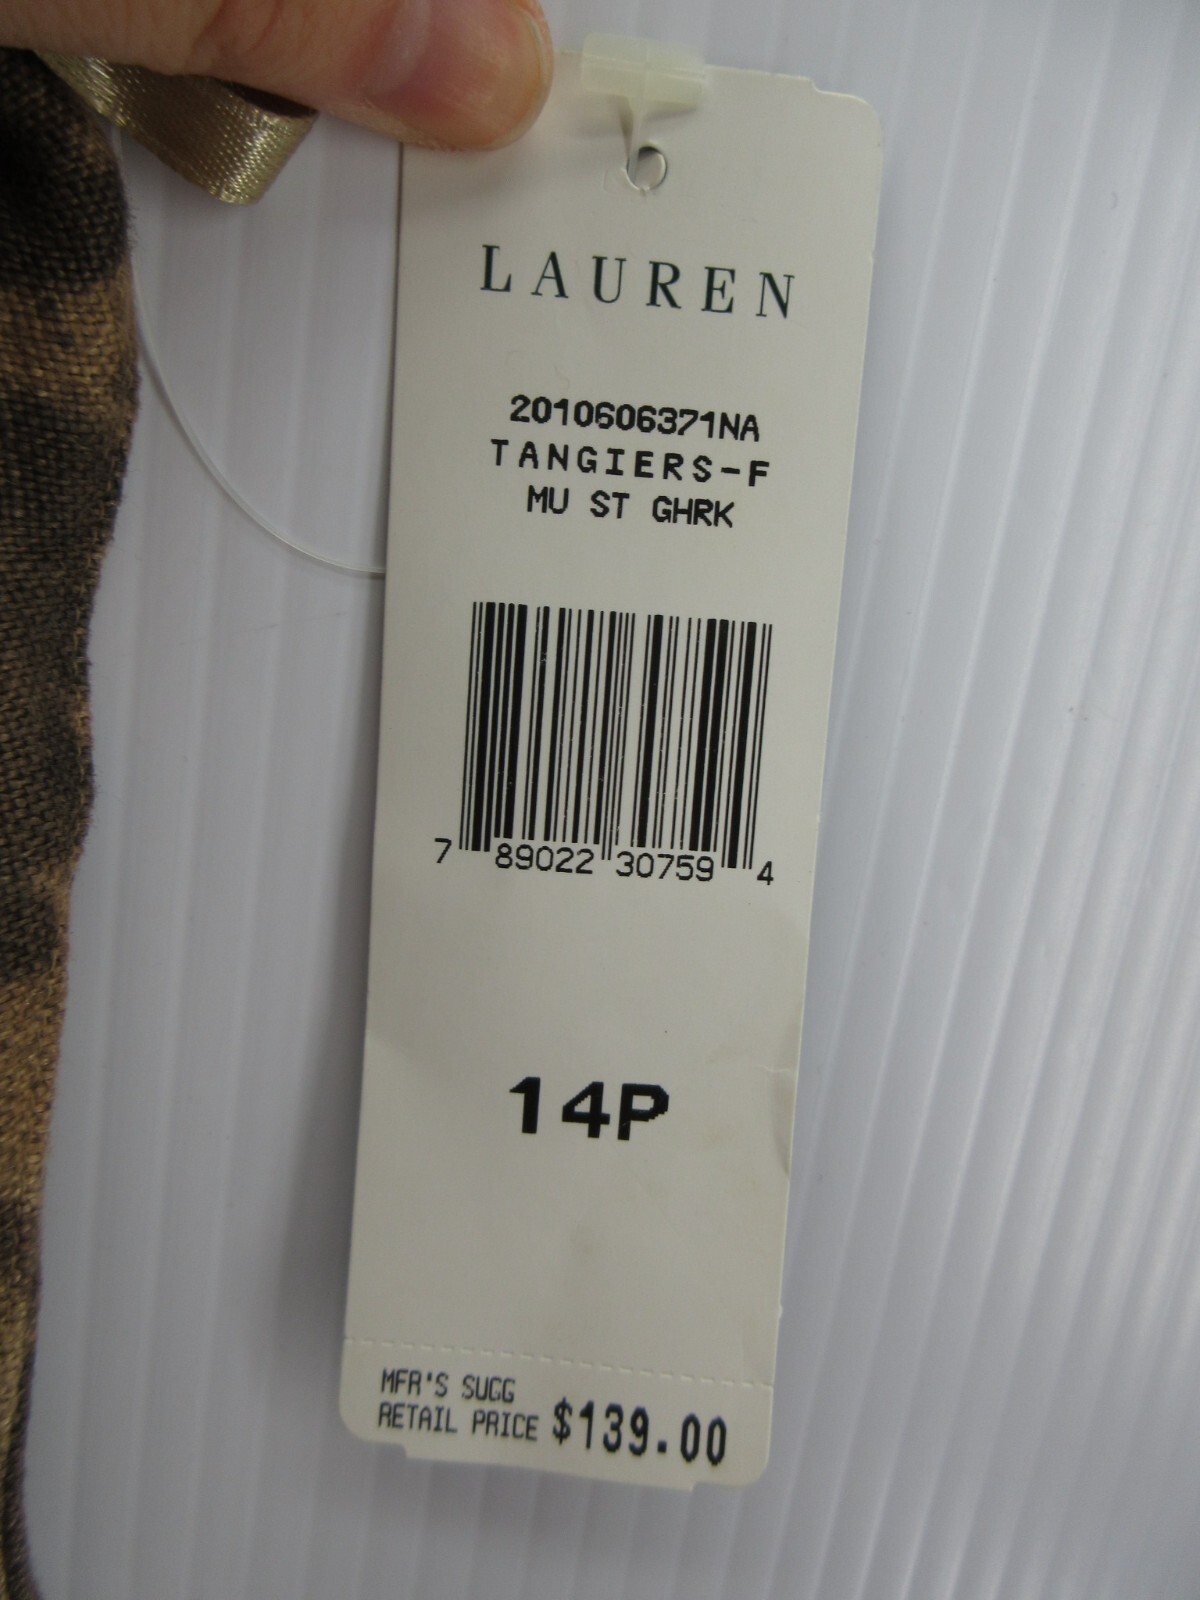 LAUREN
2010606371NA
TANGIERS-F
MU ST GHRK
7 89022 30759 4
14P
MFR'S SUGG
RETAIL PRICE $139.00